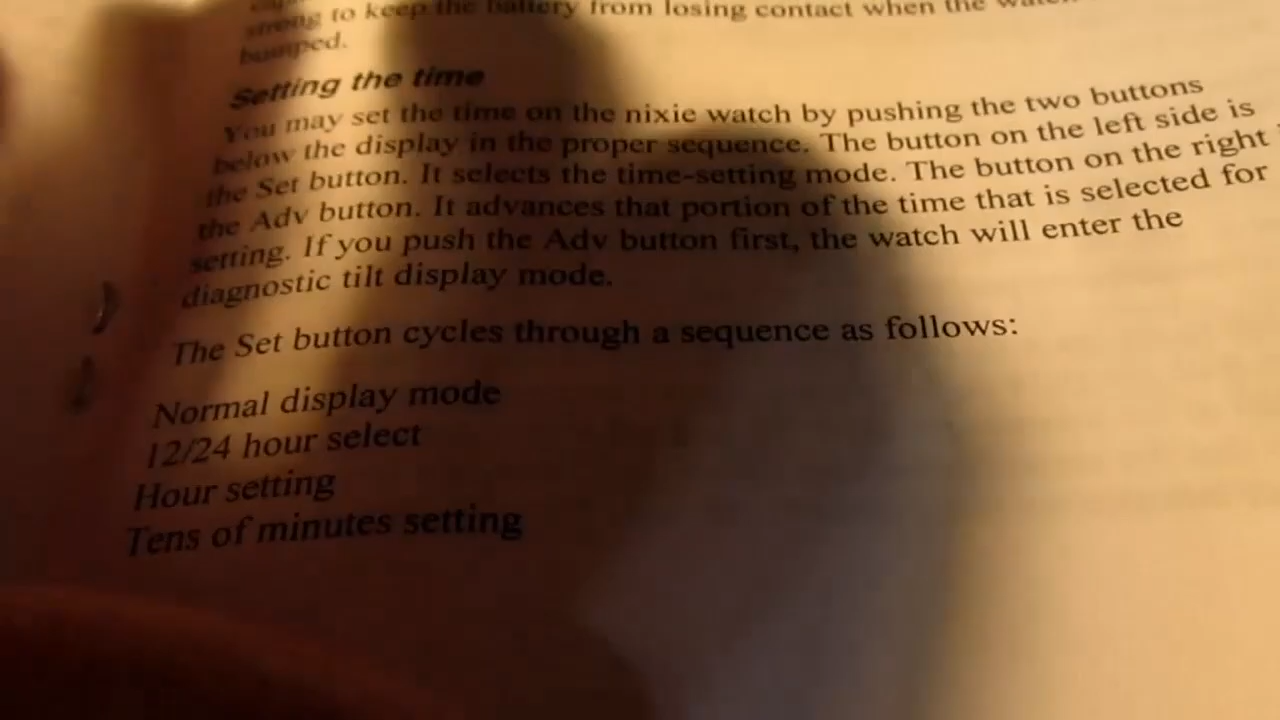 strong to keep the battery from losing contact when the
bumped.
Setting the time
You may set the time on the nixie watch by pushing the two buttons
below the display in the proper sequence. The button on the left side is
the Set button. It selects the time-setting mode. The button on the right
the Adv button. It advances that portion of the time that is selected for
setting. If you push the Adv button first, the watch will enter the
diagnostic tilt display mode.
The Set button cycles through a sequence as follows:
Normal display mode
12/24 hour select
Hour setting
Tens of minutes setting